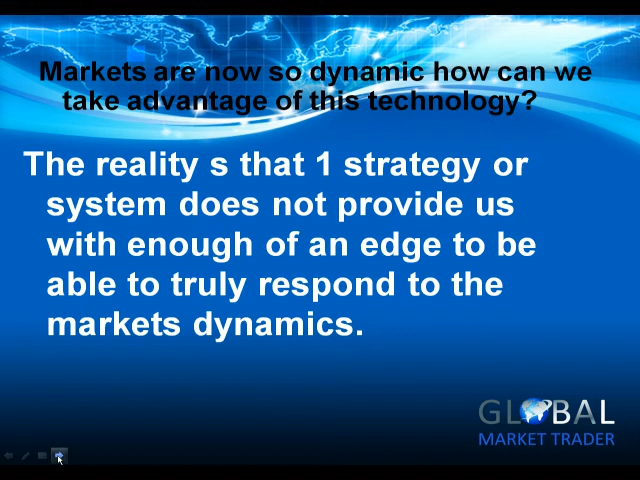 Markets are now so dynamic how can we
take advantage of this technology?
The reality s that 1 strategy or
system does not provide us
with enough of an edge to be
able to truly respond to the
markets dynamics.
GLOBAL
MARKET TRADER